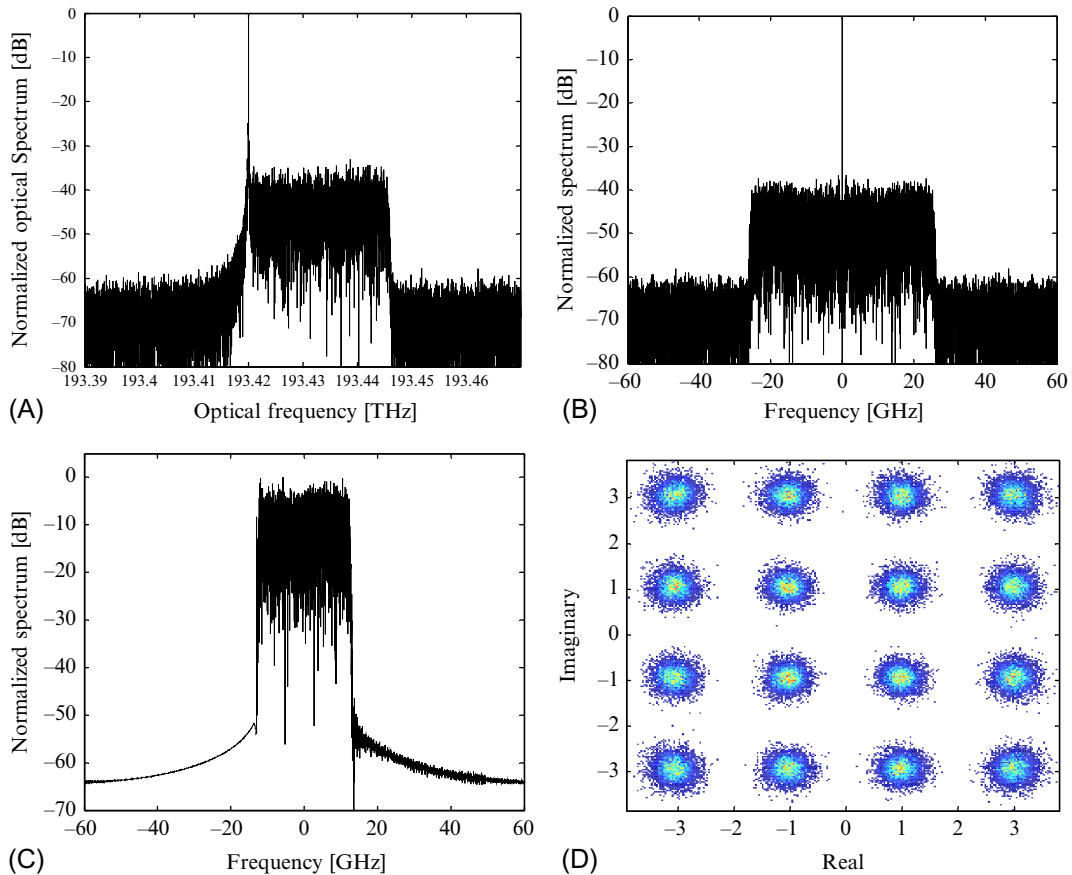 0
−10
−20
−30
−40
−50
−60
−70
−80
Normalized optical Spectrum [dB]
193.39 193.4 193.41 193.42 193.43 193.44 193.45 193.46
Optical frequency [THz]
(A)
0
−10
−20
−30
−40
−50
−60
−70
−80
Normalized spectrum [dB]
−60 −40 −20 0 20 40 60
Frequency [GHz]
(B)
0
−10
−20
−30
−40
−50
−60
−70
Normalized spectrum [dB]
−60 −40 −20 0 20 40 60
Frequency [GHz]
(C)
3
2
1
0
−1
−2
−3
Imaginary
−3 −2 −1 0 1 2 3
Real
(D)